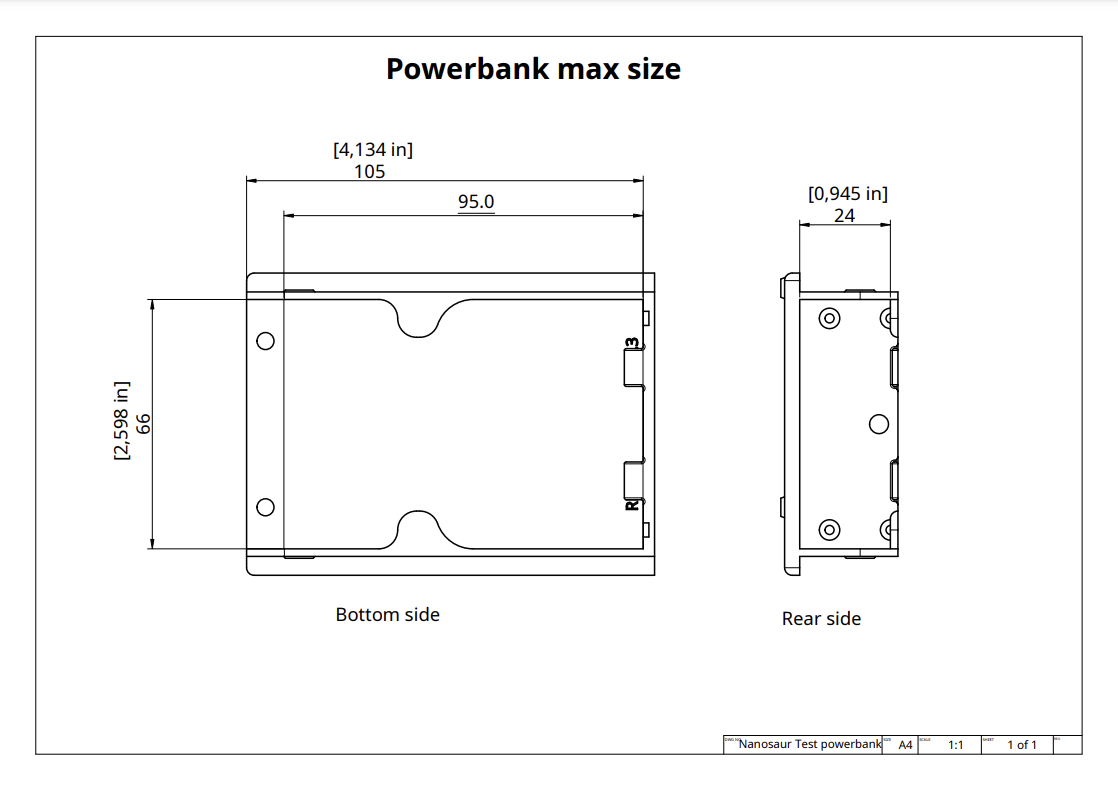 Powerbank max size
[4,134 in]
105
95.0
[0,945 in]
24
[2,598 in]
66
3
R
Bottom side
Rear side
DWG NO.
Nanosaur Test powerbank
SIZE
A4
SCALE
1:1
SHEET
1 of 1